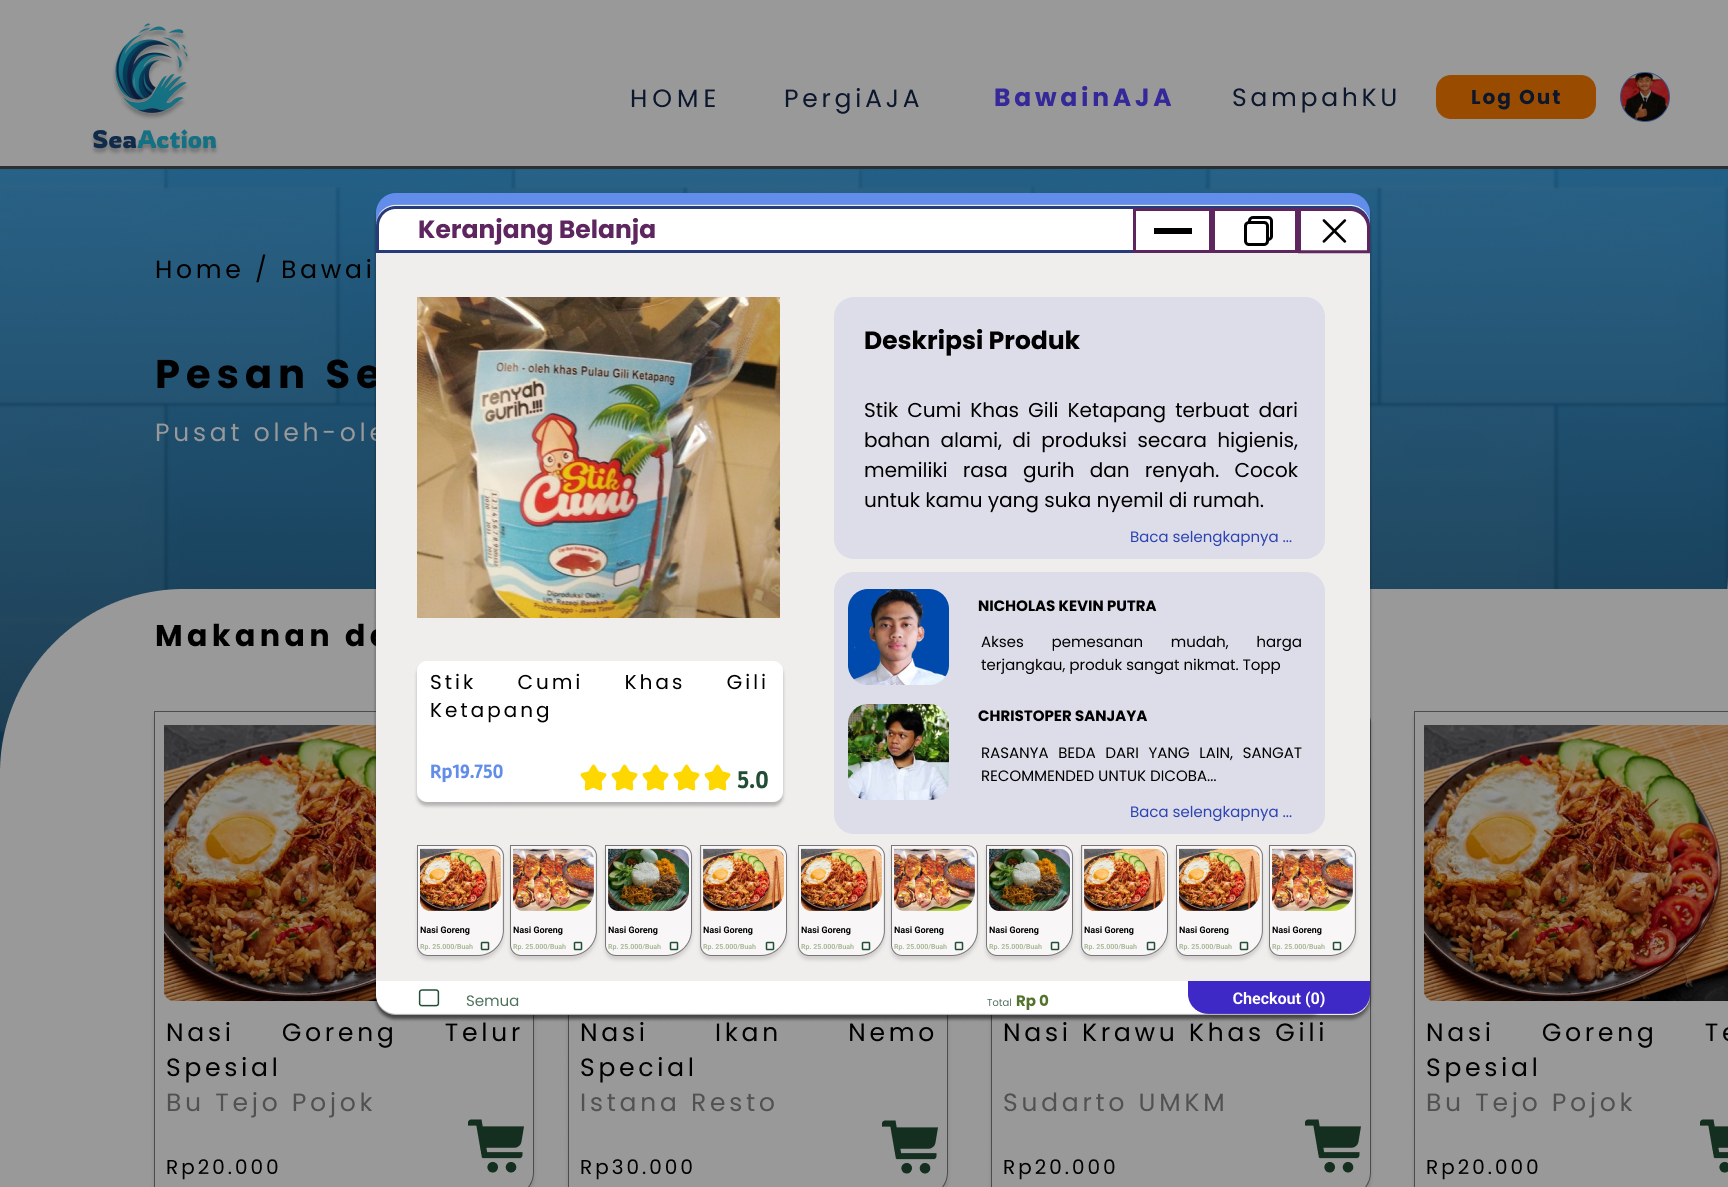 SeaAction
HOME
PergiAJA
BawainAJA
SampahKU
Log Out
Keranjang Belanja
Home / Bawai
Pesan Se
Pusat oleh-ole
Oleh - oleh khas Pulau Gili Ketapang
renyah
GURIH.!!!
Stik
Cumi
Diproduksi Oleh :
Probolinggo - Jawa Timur
Deskripsi Produk
Stik Cumi Khas Gili Ketapang terbuat dari
bahan alami, di produksi secara higienis,
memiliki rasa gurih dan renyah. Cocok
untuk kamu yang suka nyemil di rumah.
Baca selengkapnya ...
NICHOLAS KEVIN PUTRA
Akses pemesanan mudah, harga
terjangkau, produk sangat nikmat. Topp
CHRISTOPER SANJAYA
RASANYA BEDA DARI YANG LAIN, SANGAT
RECOMMENDED UNTUK DICOBA...
Baca selengkapnya ...
Makanan da
Stik Cumi Khas Gili
Ketapang
Rp19.750
5.0
Nasi Goreng
Rp. 25.000/Buah
Nasi Goreng
Rp. 25.000/Buah
Nasi Goreng
Rp. 25.000/Buah
Nasi Goreng
Rp. 25.000/Buah
Nasi Goreng
Rp. 25.000/Buah
Nasi Goreng
Rp. 25.000/Buah
Nasi Goreng
Rp. 25.000/Buah
Nasi Goreng
Rp. 25.000/Buah
Nasi Goreng
Rp. 25.000/Buah
Nasi Goreng
Rp. 25.000/Buah
Semua
Total Rp 0
Checkout (0)
Nasi Goreng Telur
Spesial
Bu Tejo Pojok
Rp20.000
Nasi Ikan Nemo
Special
Istana Resto
Rp30.000
Nasi Krawu Khas Gili
Sudarto UMKM
Rp20.000
Nasi Goreng Te
Spesial
Bu Tejo Pojok
Rp20.000